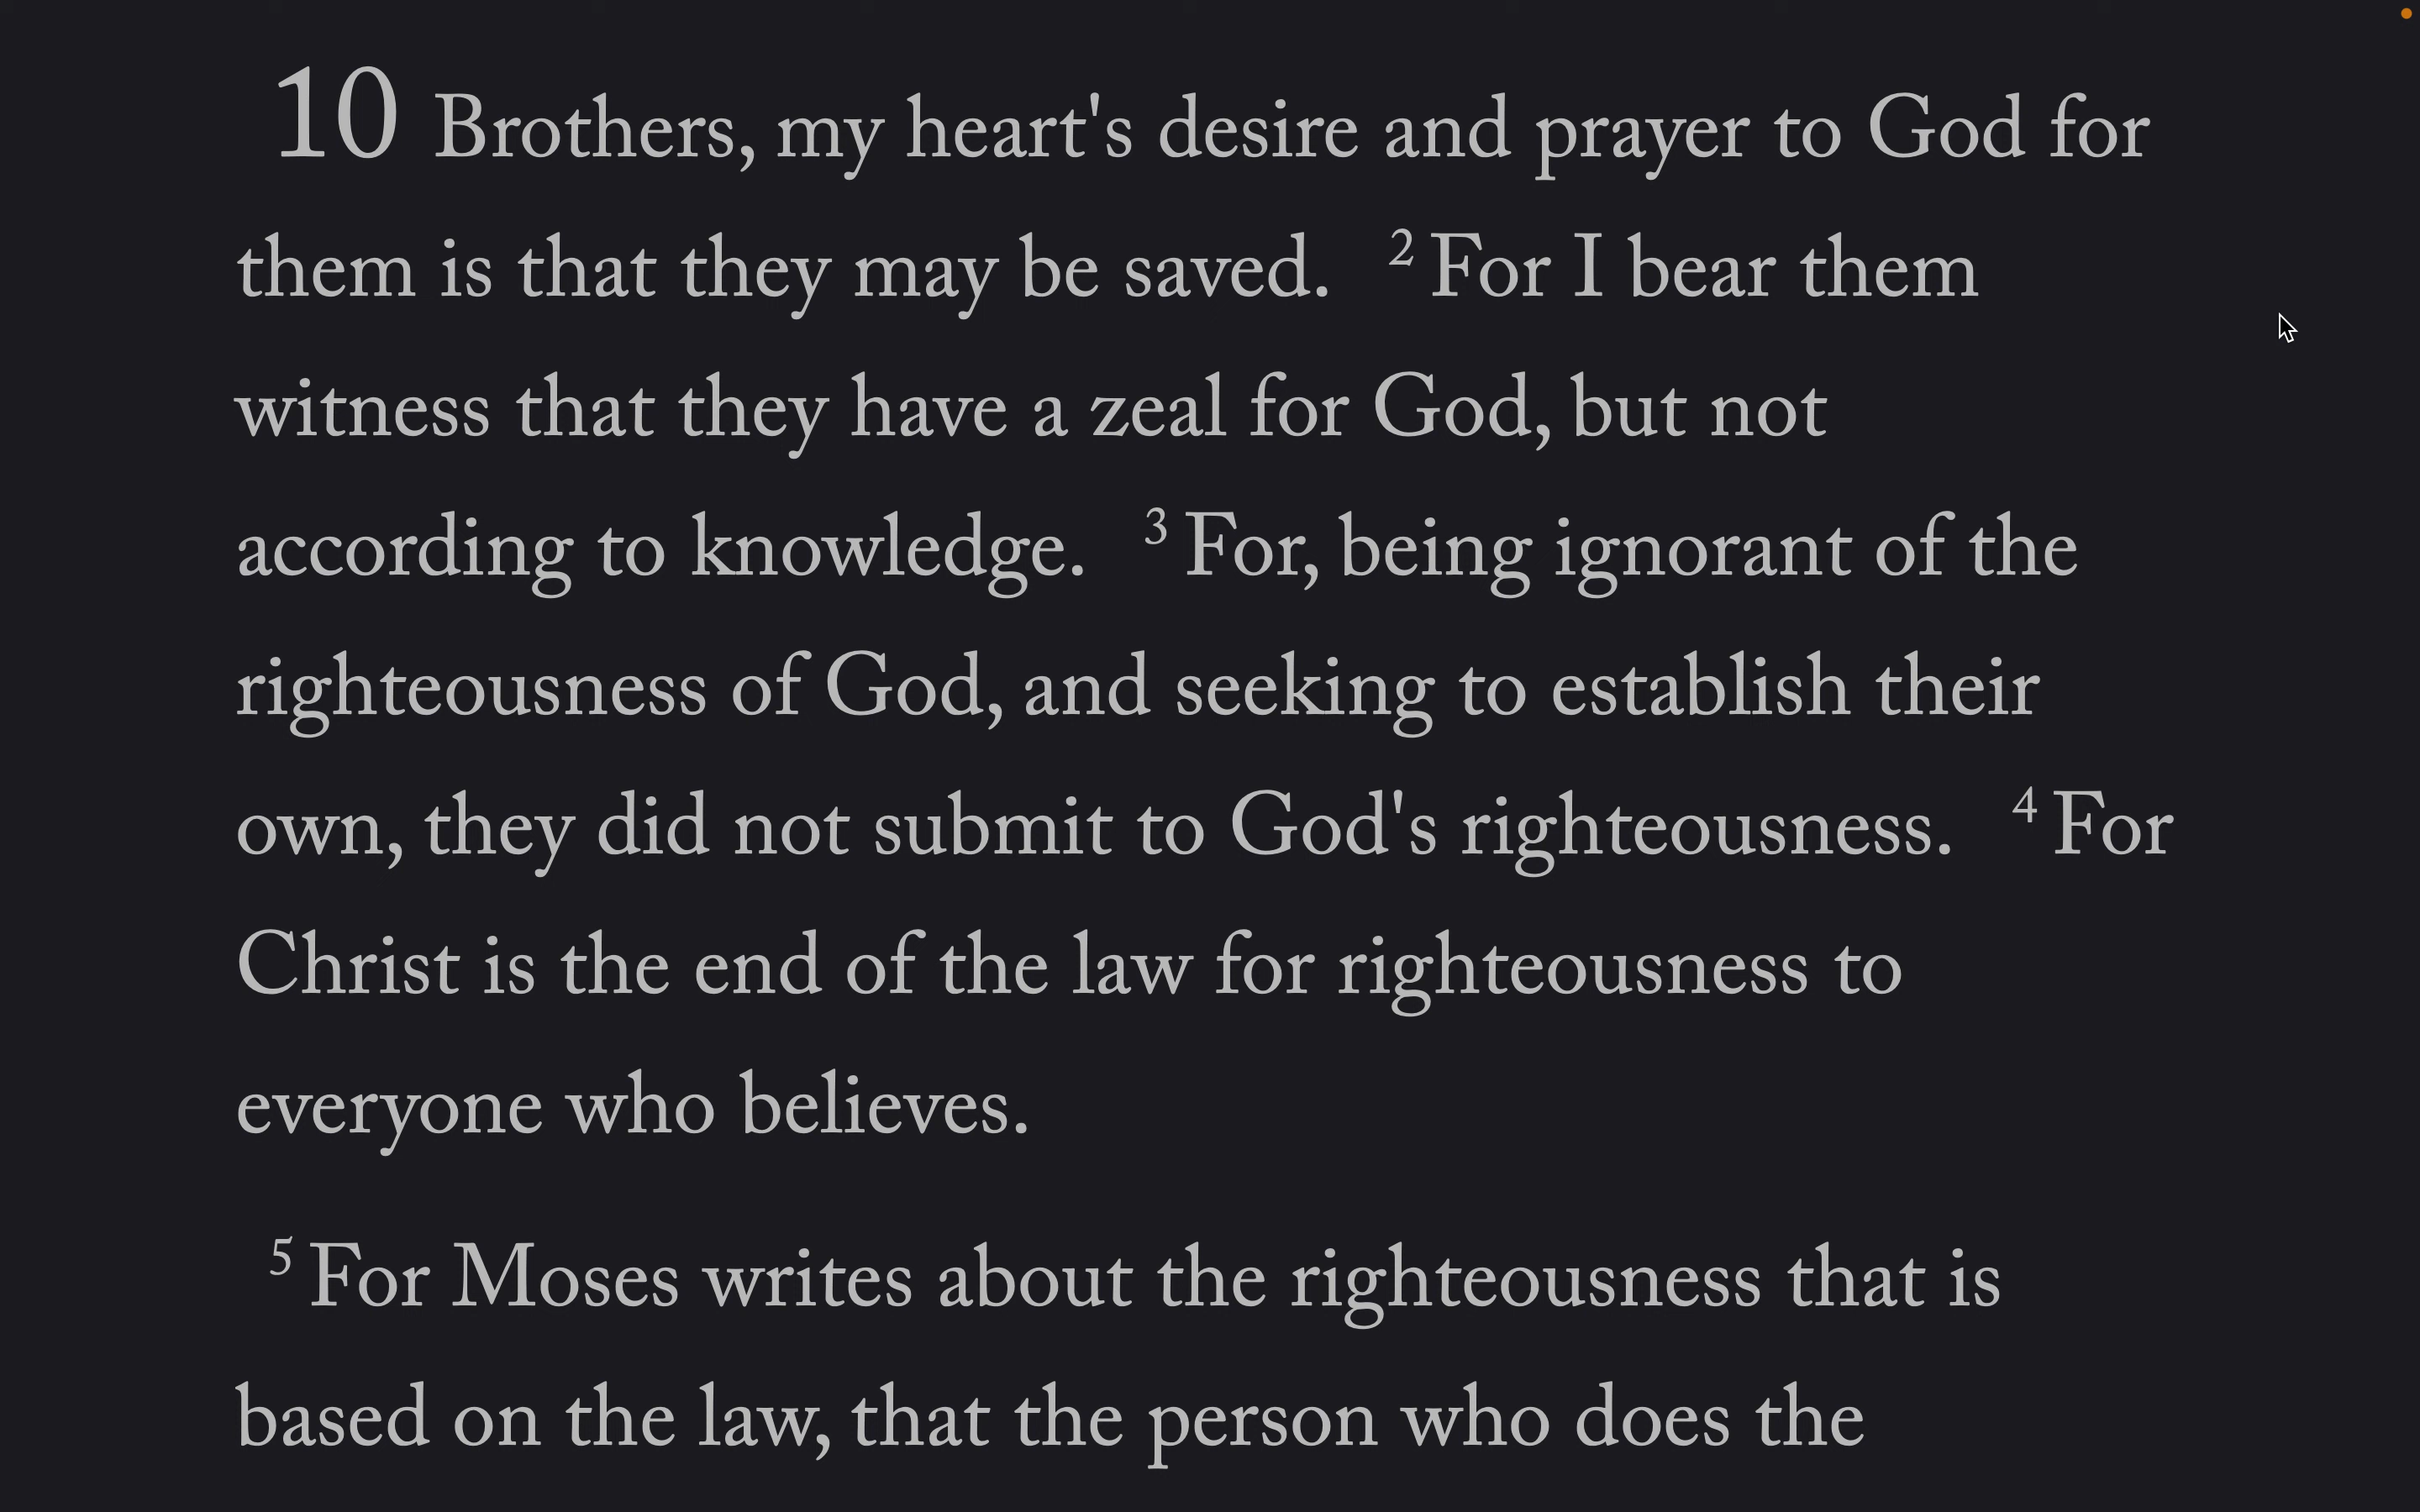 10 Brothers, my heart's desire and prayer to God for
them is that they may be saved. 2 For I bear them
witness that they have a zeal for God, but not
according to knowledge. 3 For, being ignorant of the
righteousness of God, and seeking to establish their
own, they did not submit to God's righteousness. 4 For
Christ is the end of the law for righteousness to
everyone who believes.
5 For Moses writes about the righteousness that is
based on the law, that the person who does the